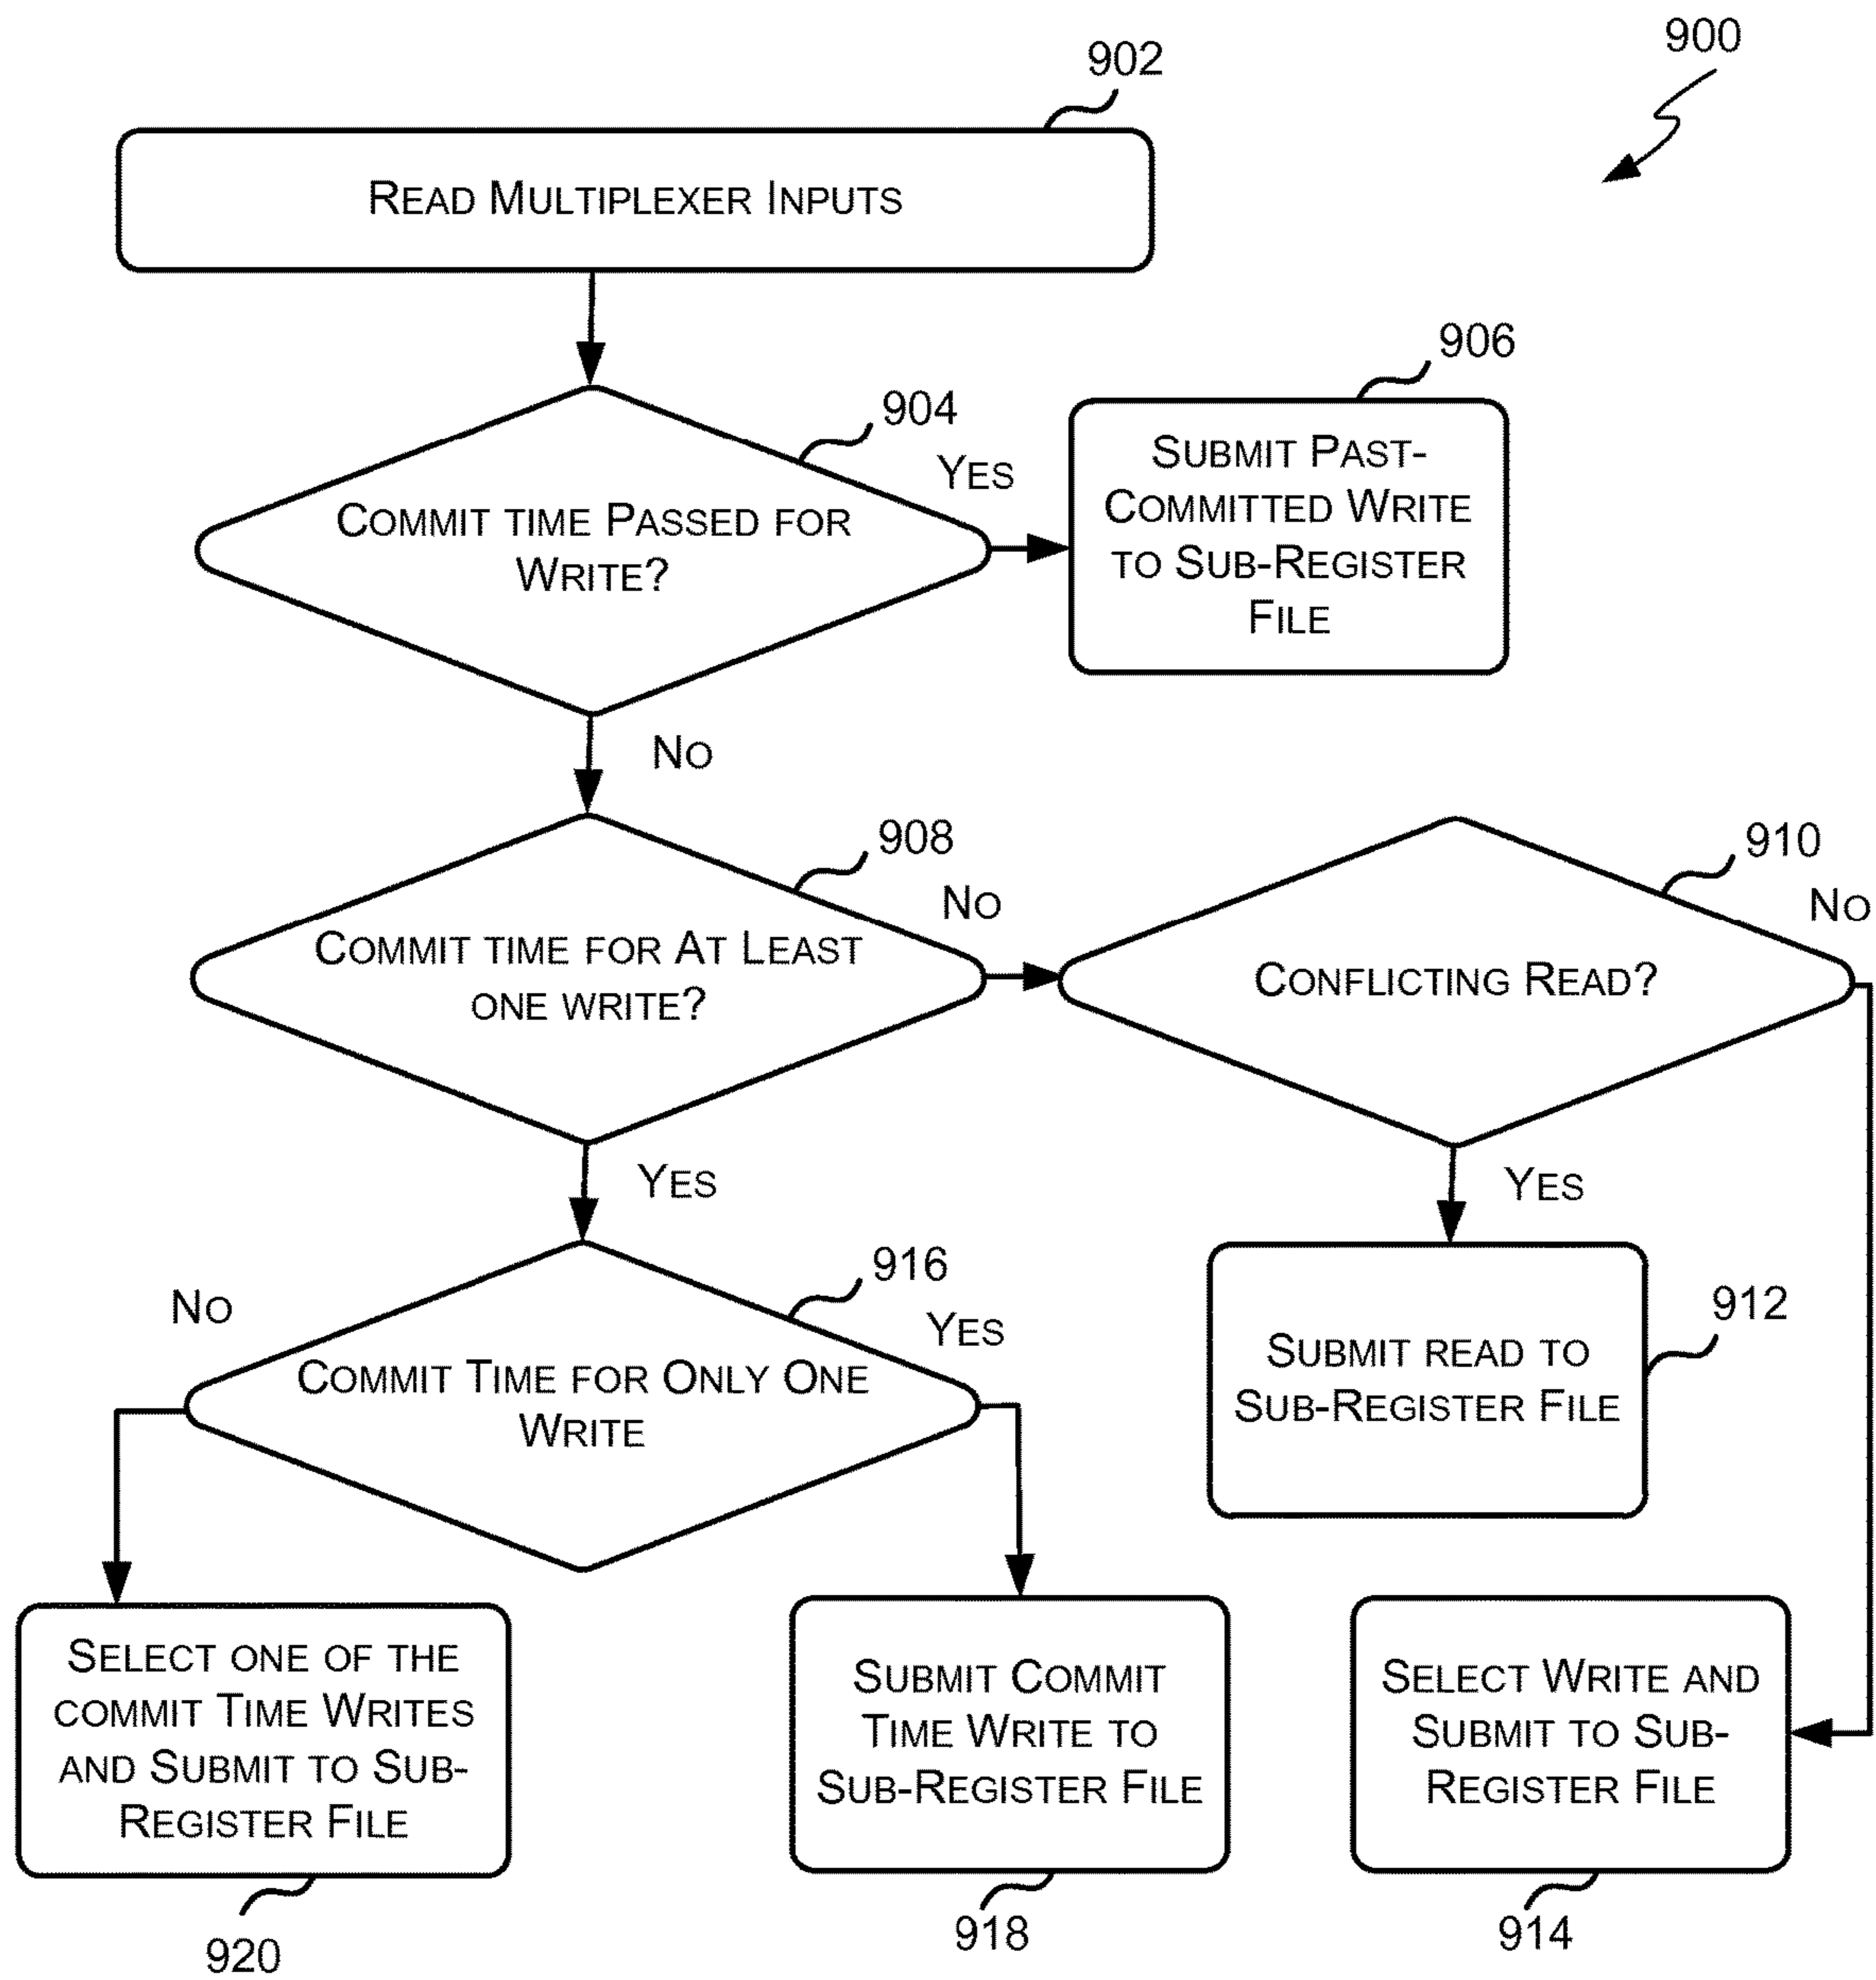 900
902
READ MULTIPLEXER INPUTS
904
COMMIT TIME PASSED FOR
WRITE?
YES
906
SUBMIT PAST-
COMMITTED WRITE
TO SUB-REGISTER
FILE
NO
908
COMMIT TIME FOR AT LEAST
ONE WRITE?
NO
910
CONFLICTING READ?
NO
YES
YES
912
SUBMIT READ TO
SUB-REGISTER FILE
916
COMMIT TIME FOR ONLY ONE
WRITE
NO
YES
SELECT ONE OF THE
COMMIT TIME WRITES
AND SUBMIT TO SUB-
REGISTER FILE
920
SUBMIT COMMIT
TIME WRITE TO
SUB-REGISTER FILE
918
SELECT WRITE AND
SUBMIT TO SUB-
REGISTER FILE
914